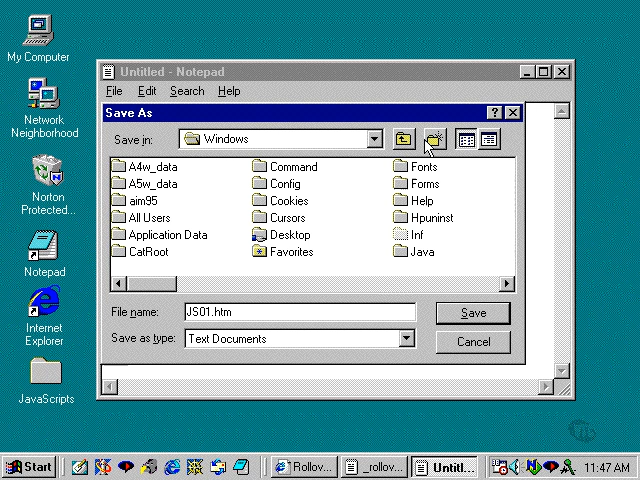 My Computer
Network
Neighborhood
Norton
Protected...
Notepad
Internet
Explorer
JavaScripts
Untitled - Notepad
File Edit Search Help
Save As
Save in: Windows
A4w_data Command Fonts
A5w_data Config Forms
aim95 Cookies Help
All Users Cursors Hpuninst
Application Data Desktop Inf
CatRoot Favorites Java
File name: JS01.htm Save
Save as type: Text Documents Cancel
Start Rollov... _rollov... Untitl... 11:47 AM